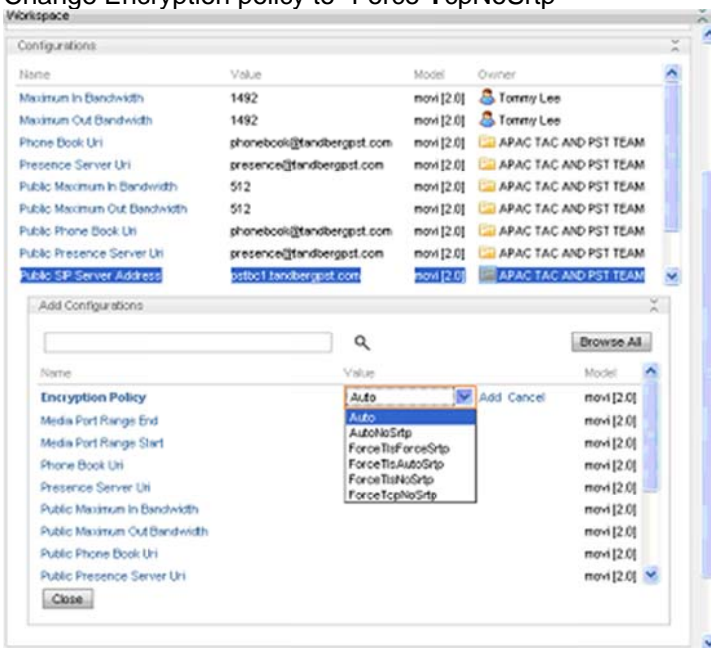 Change Encryption policy to "Force TcpNoSrtp"
Workspace
Configurations
Name Value Model Owner
Maximum In Bandwidth 1492 movi [2.0] Tommy Lee
Maximum Out Bandwidth 1492 movi [2.0] Tommy Lee
Phone Book Uri phonebook@tandbergpst.com movi [2.0] APAC TAC AND PST TEAM
Presence Server Uri presence@tandbergpst.com movi [2.0] APAC TAC AND PST TEAM
Public Maximum In Bandwidth 512 movi [2.0] APAC TAC AND PST TEAM
Public Maximum Out Bandwidth 512 movi [2.0] APAC TAC AND PST TEAM
Public Phone Book Uri phonebook@tandbergpst.com movi [2.0] APAC TAC AND PST TEAM
Public Presence Server Uri presence@tandbergpst.com movi [2.0] APAC TAC AND PST TEAM
Public SIP Server Address pstbc1.tandbergpst.com movi [2.0] APAC TAC AND PST TEAM
Add Configurations
Browse All
Name Value Model
Encryption Policy Auto Add Cancel movi [2.0]
Auto
AutoNoSrtp
ForceTlsForceSrtp
ForceTlsAutoSrtp
ForceTlsNoSrtp
ForceTcpNoSrtp
Media Port Range End movi [2.0]
Media Port Range Start movi [2.0]
Phone Book Uri movi [2.0]
Presence Server Uri movi [2.0]
Public Maximum In Bandwidth movi [2.0]
Public Maximum Out Bandwidth movi [2.0]
Public Phone Book Uri movi [2.0]
Public Presence Server Uri movi [2.0]
Close